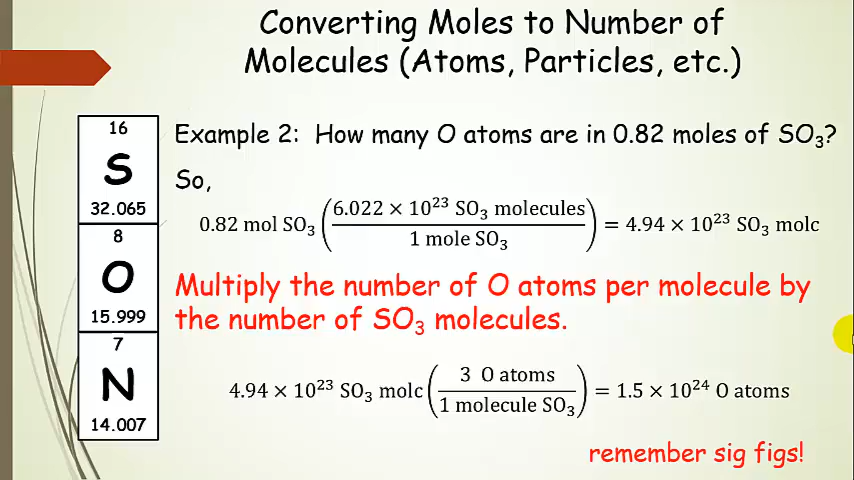 Converting Moles to Number of
Molecules (Atoms, Particles, etc.)
16
S
32.065
8
O
15.999
7
N
14.007
Example 2: How many O atoms are in 0.82 moles of SO₃?
So,
0.82 mol SO₃ (6.022 × 10²³ SO₃ molecules / 1 mole SO₃) = 4.94 × 10²³ SO₃ molc
Multiply the number of O atoms per molecule by
the number of SO₃ molecules.
4.94 × 10²³ SO₃ molc (3 O atoms / 1 molecule SO₃) = 1.5 × 10²⁴ O atoms
remember sig figs!